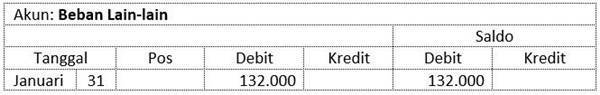 Akun: Beban Lain-lain
Saldo
Tanggal Pos Debit Kredit Debit Kredit
Januari 31 132.000 132.000